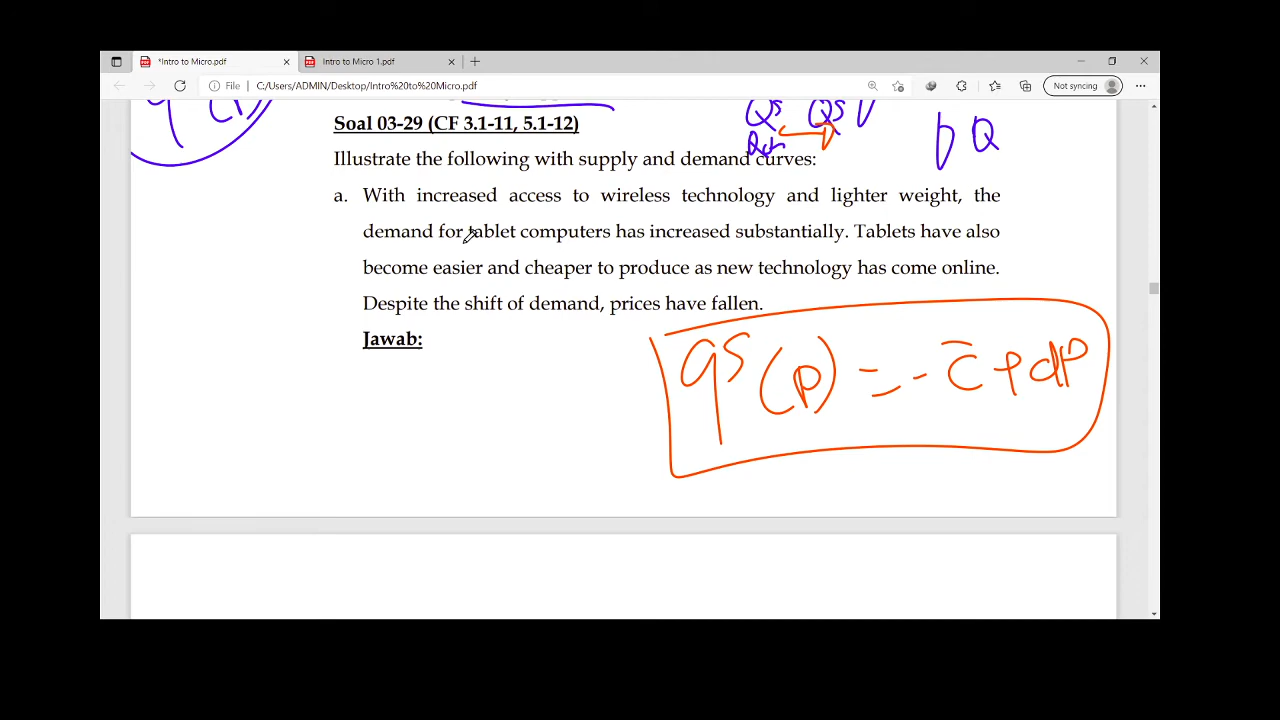 *Intro to Micro.pdf
Intro to Micro 1.pdf
File C:/Users/ADMIN/Desktop/Intro%20to%20Micro.pdf
Not syncing
Qs Qs
p Q
Soal 03-29 (CF 3.1-11, 5.1-12)
Illustrate the following with supply and demand curves:
a. With increased access to wireless technology and lighter weight, the
demand for tablet computers has increased substantially. Tablets have also
become easier and cheaper to produce as new technology has come online.
Despite the shift of demand, prices have fallen.
Jawab:
qs (p) = - c + dp